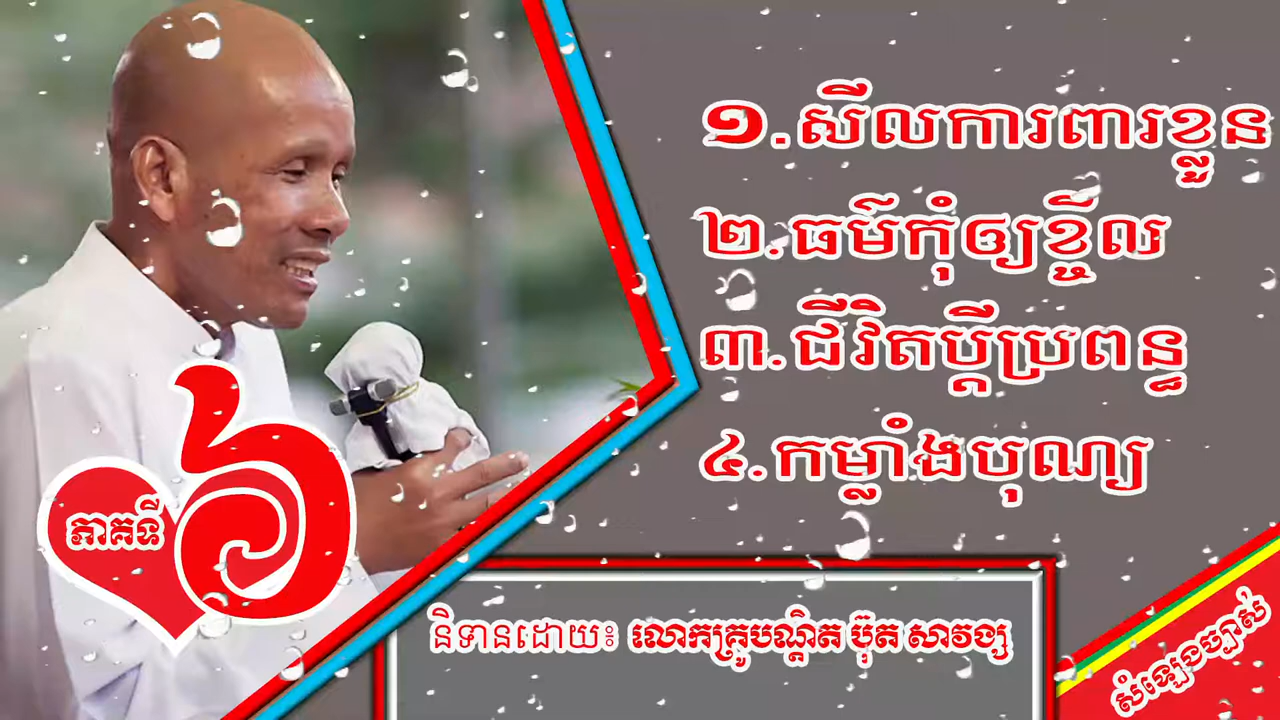 ១.សីលការពារខ្លួន
២.ធម៌កុំឲ្យខ្ចីល
៣.ជីវិតប្តីប្រពន្ធ
៤.កម្លាំងបុណ្យ
ភាគទី
៦
និទានដោយ៖ លោកគ្រូបណ្ឌិត ប៊ុត សាវង្ស
សំឡេងច្បាស់